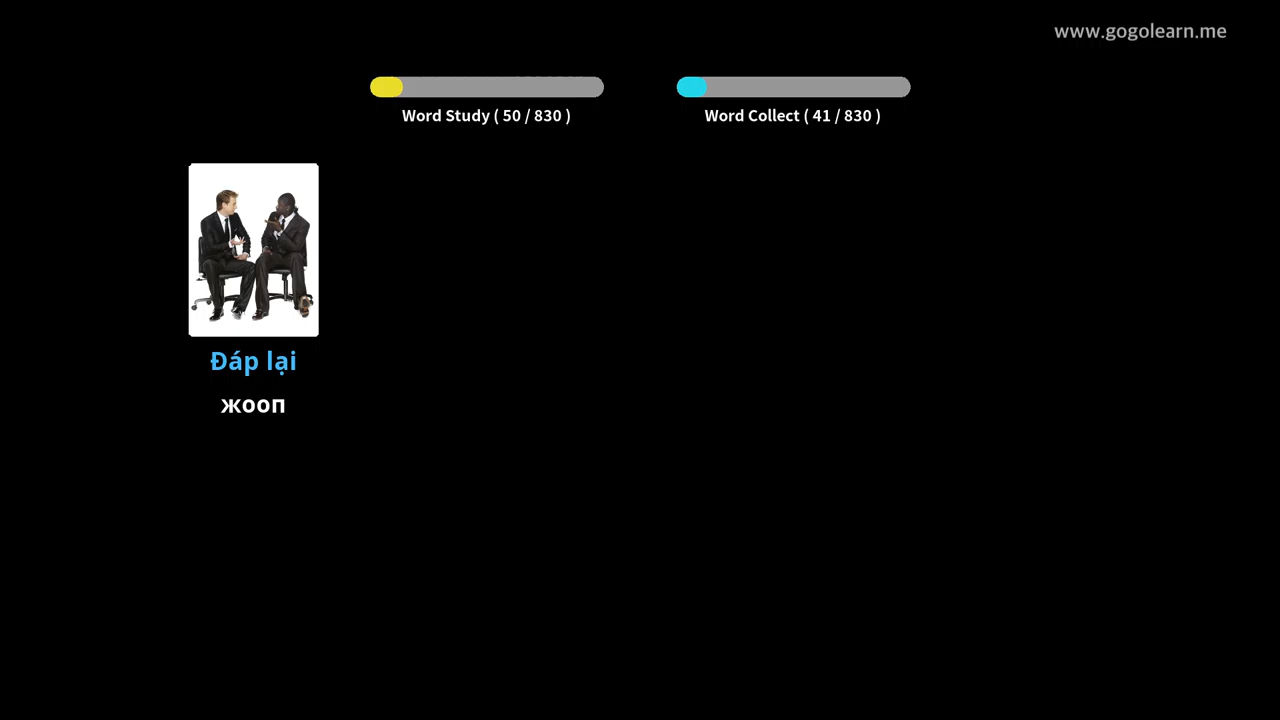 www.gogolearn.me
Word Study ( 50 / 830 )
Word Collect ( 41 / 830 )
Đáp lại
жооп